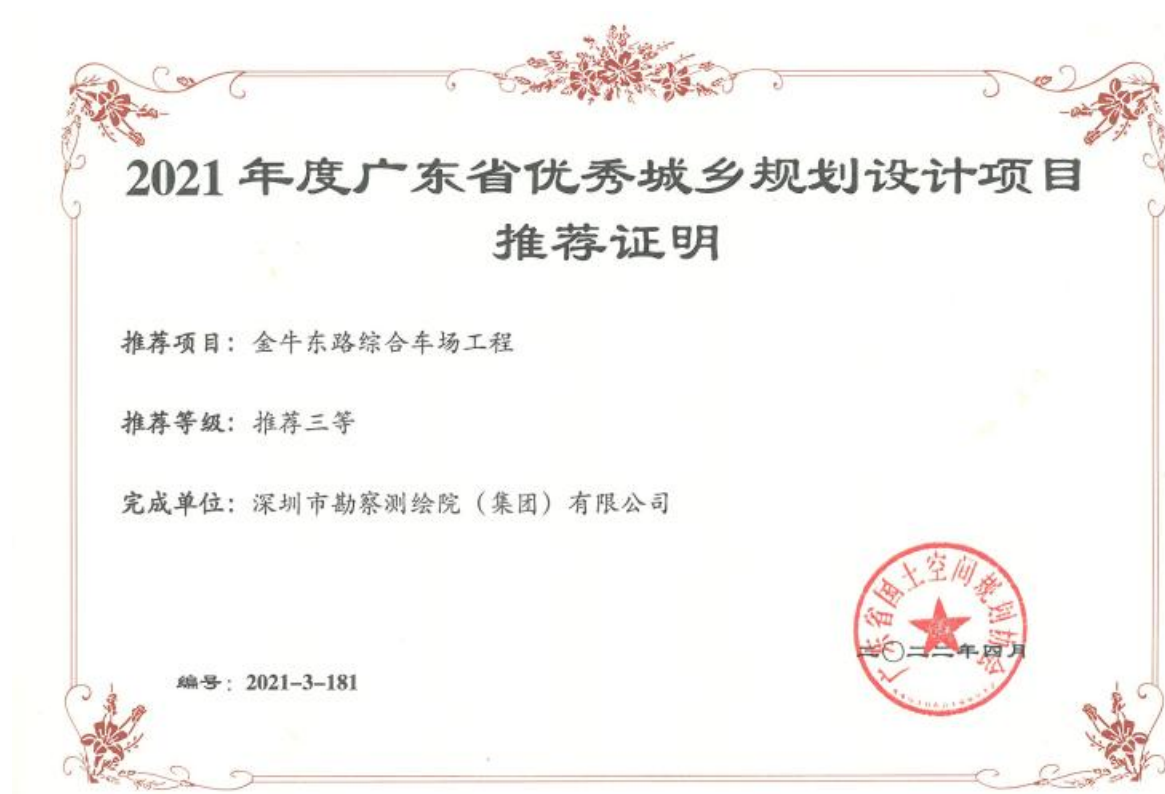 2021年度广东省优秀城乡规划设计项目
推荐证明
推荐项目：金牛东路综合车场工程
推荐等级：推荐三等
完成单位：深圳市勘察测绘院（集团）有限公司
广东省国土空间规划协会
二〇二二年四月
编号：2021-3-181